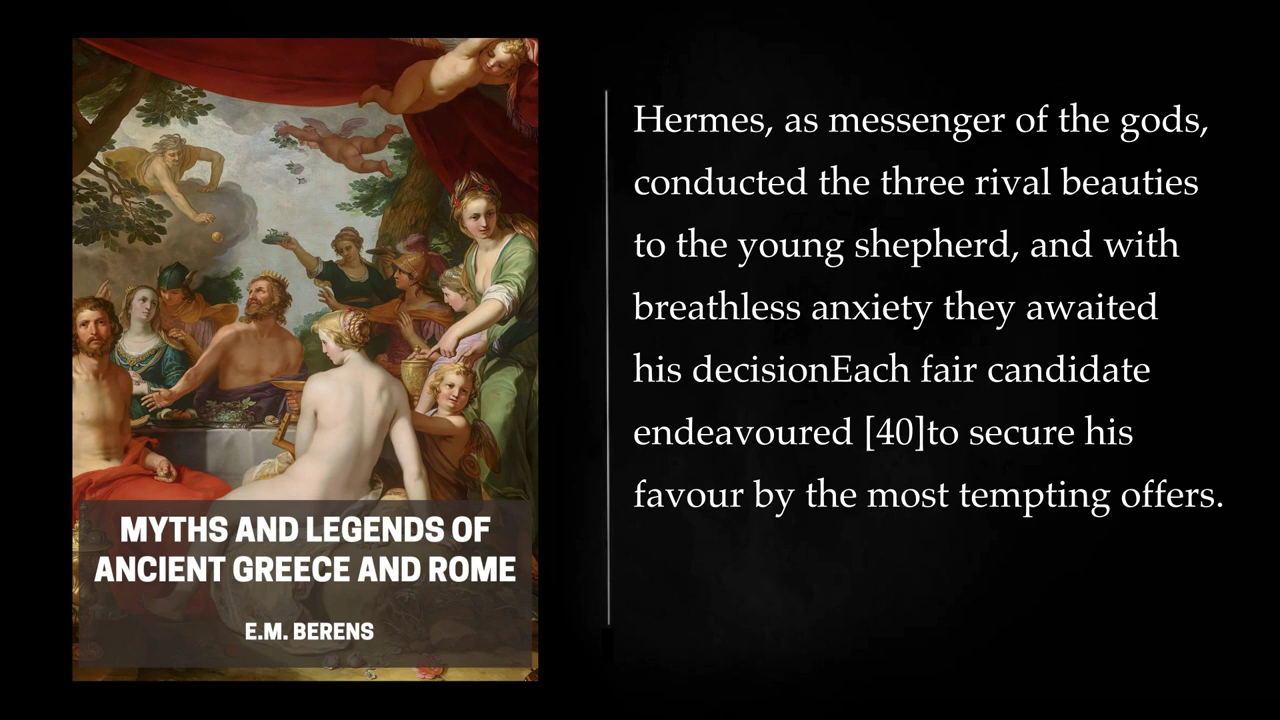 MYTHS AND LEGENDS OF
ANCIENT GREECE AND ROME
E.M. BERENS
Hermes, as messenger of the gods,
conducted the three rival beauties
to the young shepherd, and with
breathless anxiety they awaited
his decisionEach fair candidate
endeavoured [40]to secure his
favour by the most tempting offers.